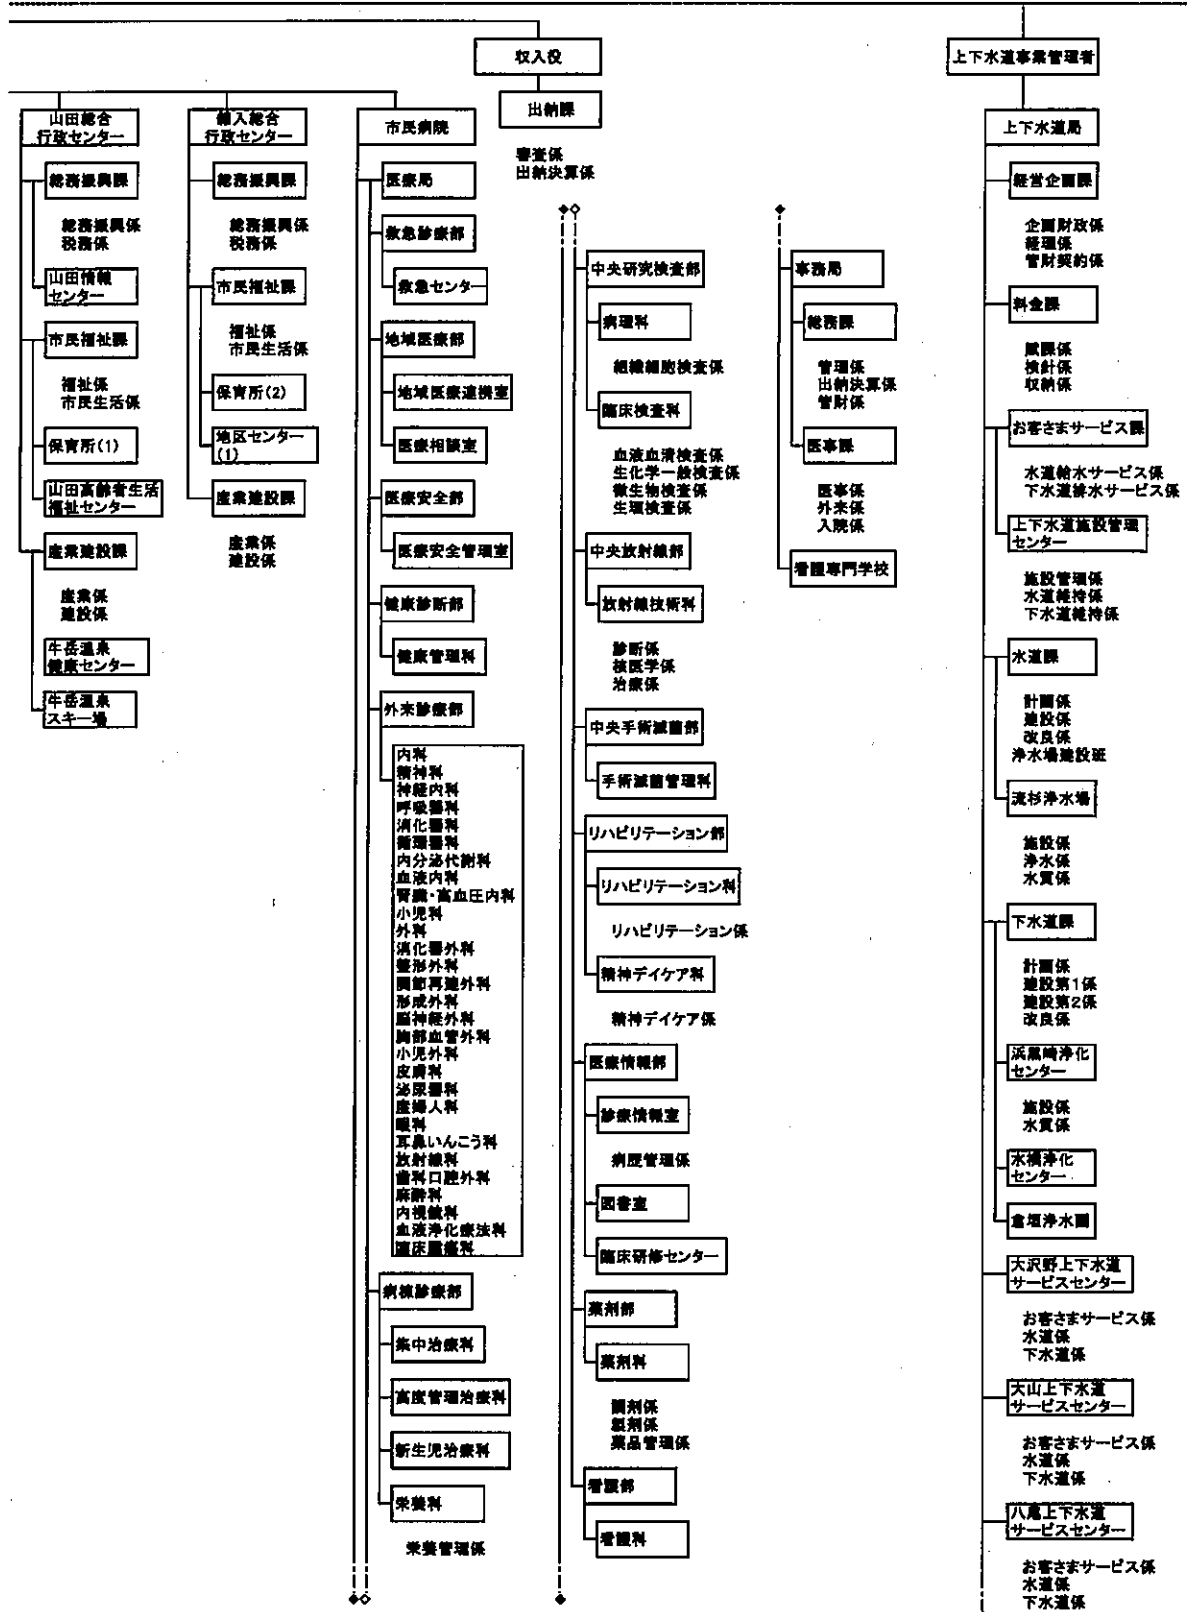 収入役
出納課
審査係
出納決算係
上下水道事業管理者
山田総合
行政センター
総務振興課
総務振興係
税務係
山田情報
センター
市民福祉課
福祉係
市民生活係
保育所(1)
山田高齢者生活
福祉センター
産業建設課
産業係
建設係
牛岳温泉
健康センター
牛岳温泉
スキー場
細入総合
行政センター
総務振興課
総務振興係
税務係
市民福祉課
福祉係
市民生活係
保育所(2)
地区センター
(1)
産業建設課
産業係
建設係
市民病院
医療局
救急診療部
救急センター
地域医療部
地域医療連携室
医療相談室
医療安全部
医療安全管理室
健康診断部
健康管理科
外来診療部
内科
精神科
神経内科
呼吸器科
消化器科
循環器科
内分泌代謝科
血液内科
腎臓・高血圧内科
小児科
外科
消化器外科
整形外科
関節再建外科
形成外科
脳神経外科
胸部血管外科
小児外科
皮膚科
泌尿器科
産婦人科
眼科
耳鼻いんこう科
放射線科
歯科口腔外科
麻酔科
内視鏡科
血液浄化療法科
臨床腫瘍科
病棟診療部
集中治療科
高度管理治療科
新生児治療科
栄養科
栄養管理係
中央研究検査部
病理科
組織細胞検査係
臨床検査科
血液血清検査係
生化学一般検査係
微生物検査係
生理検査係
中央放射線部
放射線技術科
診断係
核医学係
治療係
中央手術滅菌部
手術滅菌管理科
リハビリテーション部
リハビリテーション科
リハビリテーション係
精神デイケア科
精神デイケア係
医療情報部
診療情報室
病歴管理係
図書室
臨床研修センター
薬剤部
薬剤科
調剤係
製剤係
薬品管理係
看護部
看護科
事務局
総務課
管理係
出納決算係
管財係
医事課
医事係
外来係
入院係
看護専門学校
上下水道局
経営企画課
企画財政係
経理係
管財契約係
料金課
賦課係
検針係
収納係
お客さまサービス課
水道給水サービス係
下水道排水サービス係
上下水道施設管理
センター
施設管理係
水道維持係
下水道維持係
水道課
計画係
建設係
改良係
浄水場建設班
流杉浄水場
施設係
浄水係
水質係
下水道課
計画係
建設第1係
建設第2係
改良係
浜黒崎浄化
センター
施設係
水質係
水橋浄化
センター
倉垣浄水園
大沢野上下水道
サービスセンター
お客さまサービス係
水道係
下水道係
大山上下水道
サービスセンター
お客さまサービス係
水道係
下水道係
八尾上下水道
サービスセンター
お客さまサービス係
水道係
下水道係